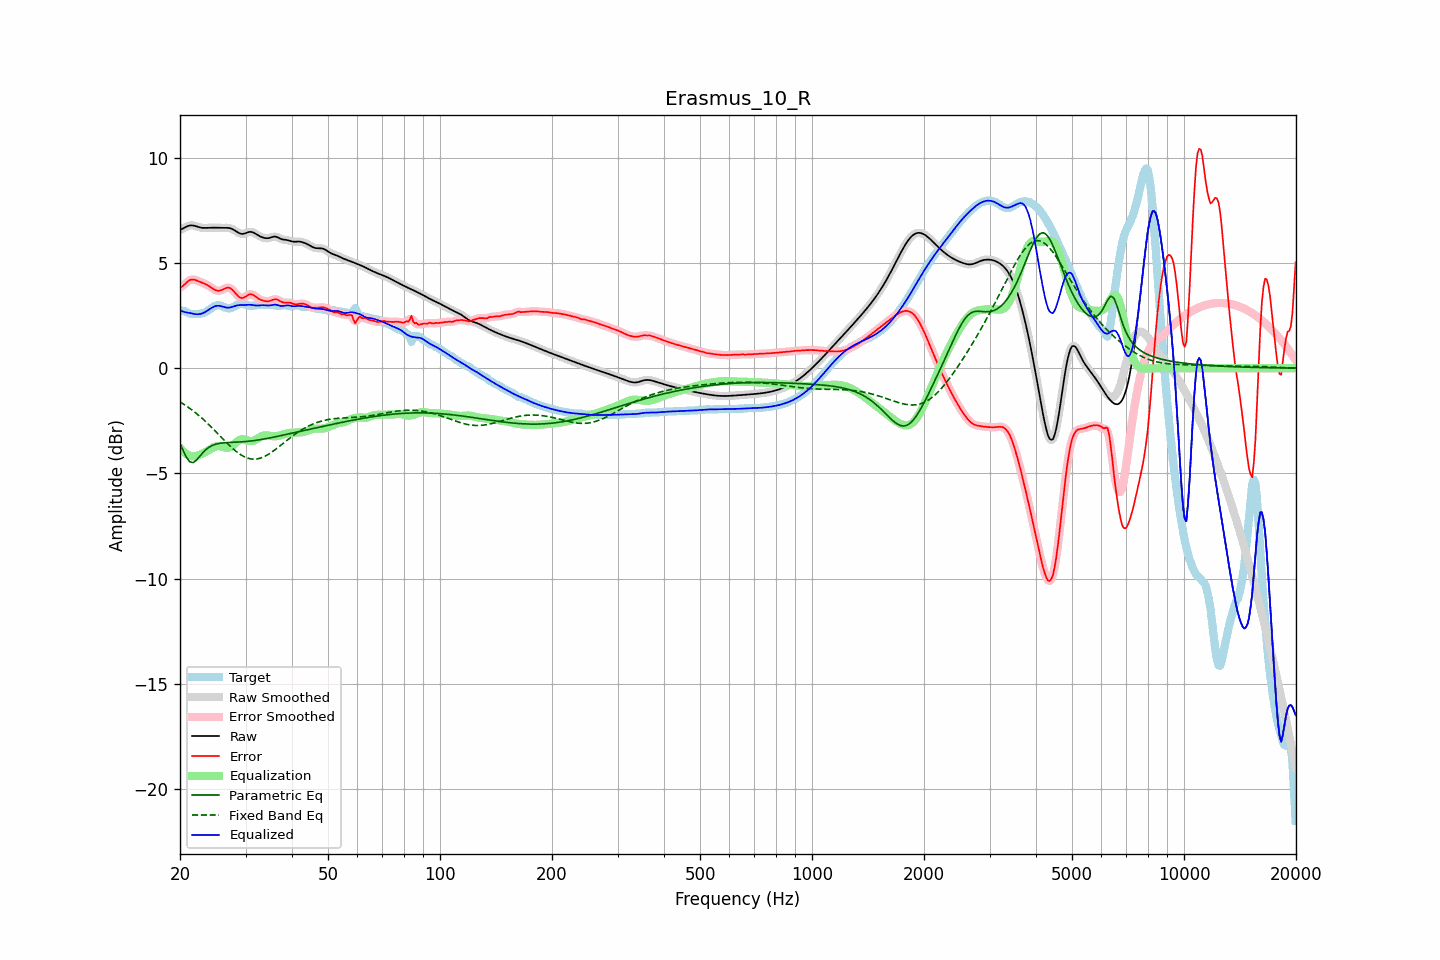 Erasmus_10_R
10
5
0
−5
−10
−15
−20
Amplitude (dBr)
Target
Raw Smoothed
Error Smoothed
Raw
Error
Equalization
Parametric Eq
Fixed Band Eq
Equalized
20 50 100 200 500 1000 2000 5000 10000 20000
Frequency (Hz)